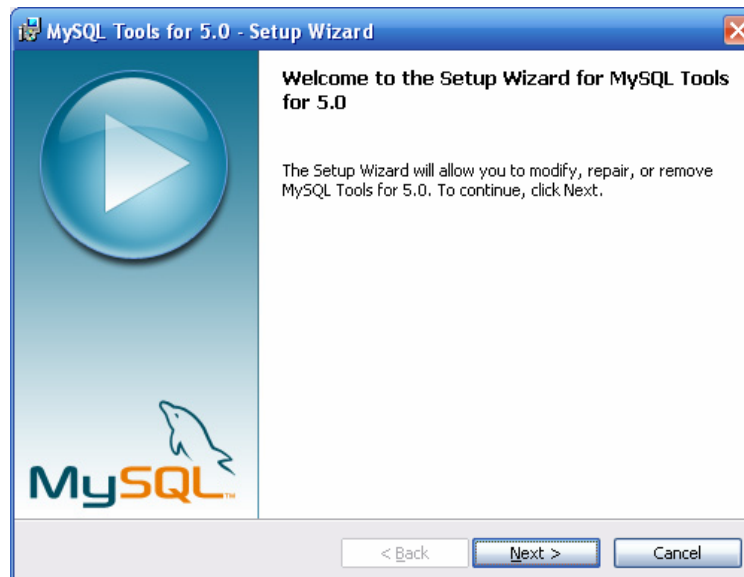 MySQL Tools for 5.0 - Setup Wizard
Welcome to the Setup Wizard for MySQL Tools
for 5.0
The Setup Wizard will allow you to modify, repair, or remove
MySQL Tools for 5.0. To continue, click Next.
MySQL™
< Back Next > Cancel